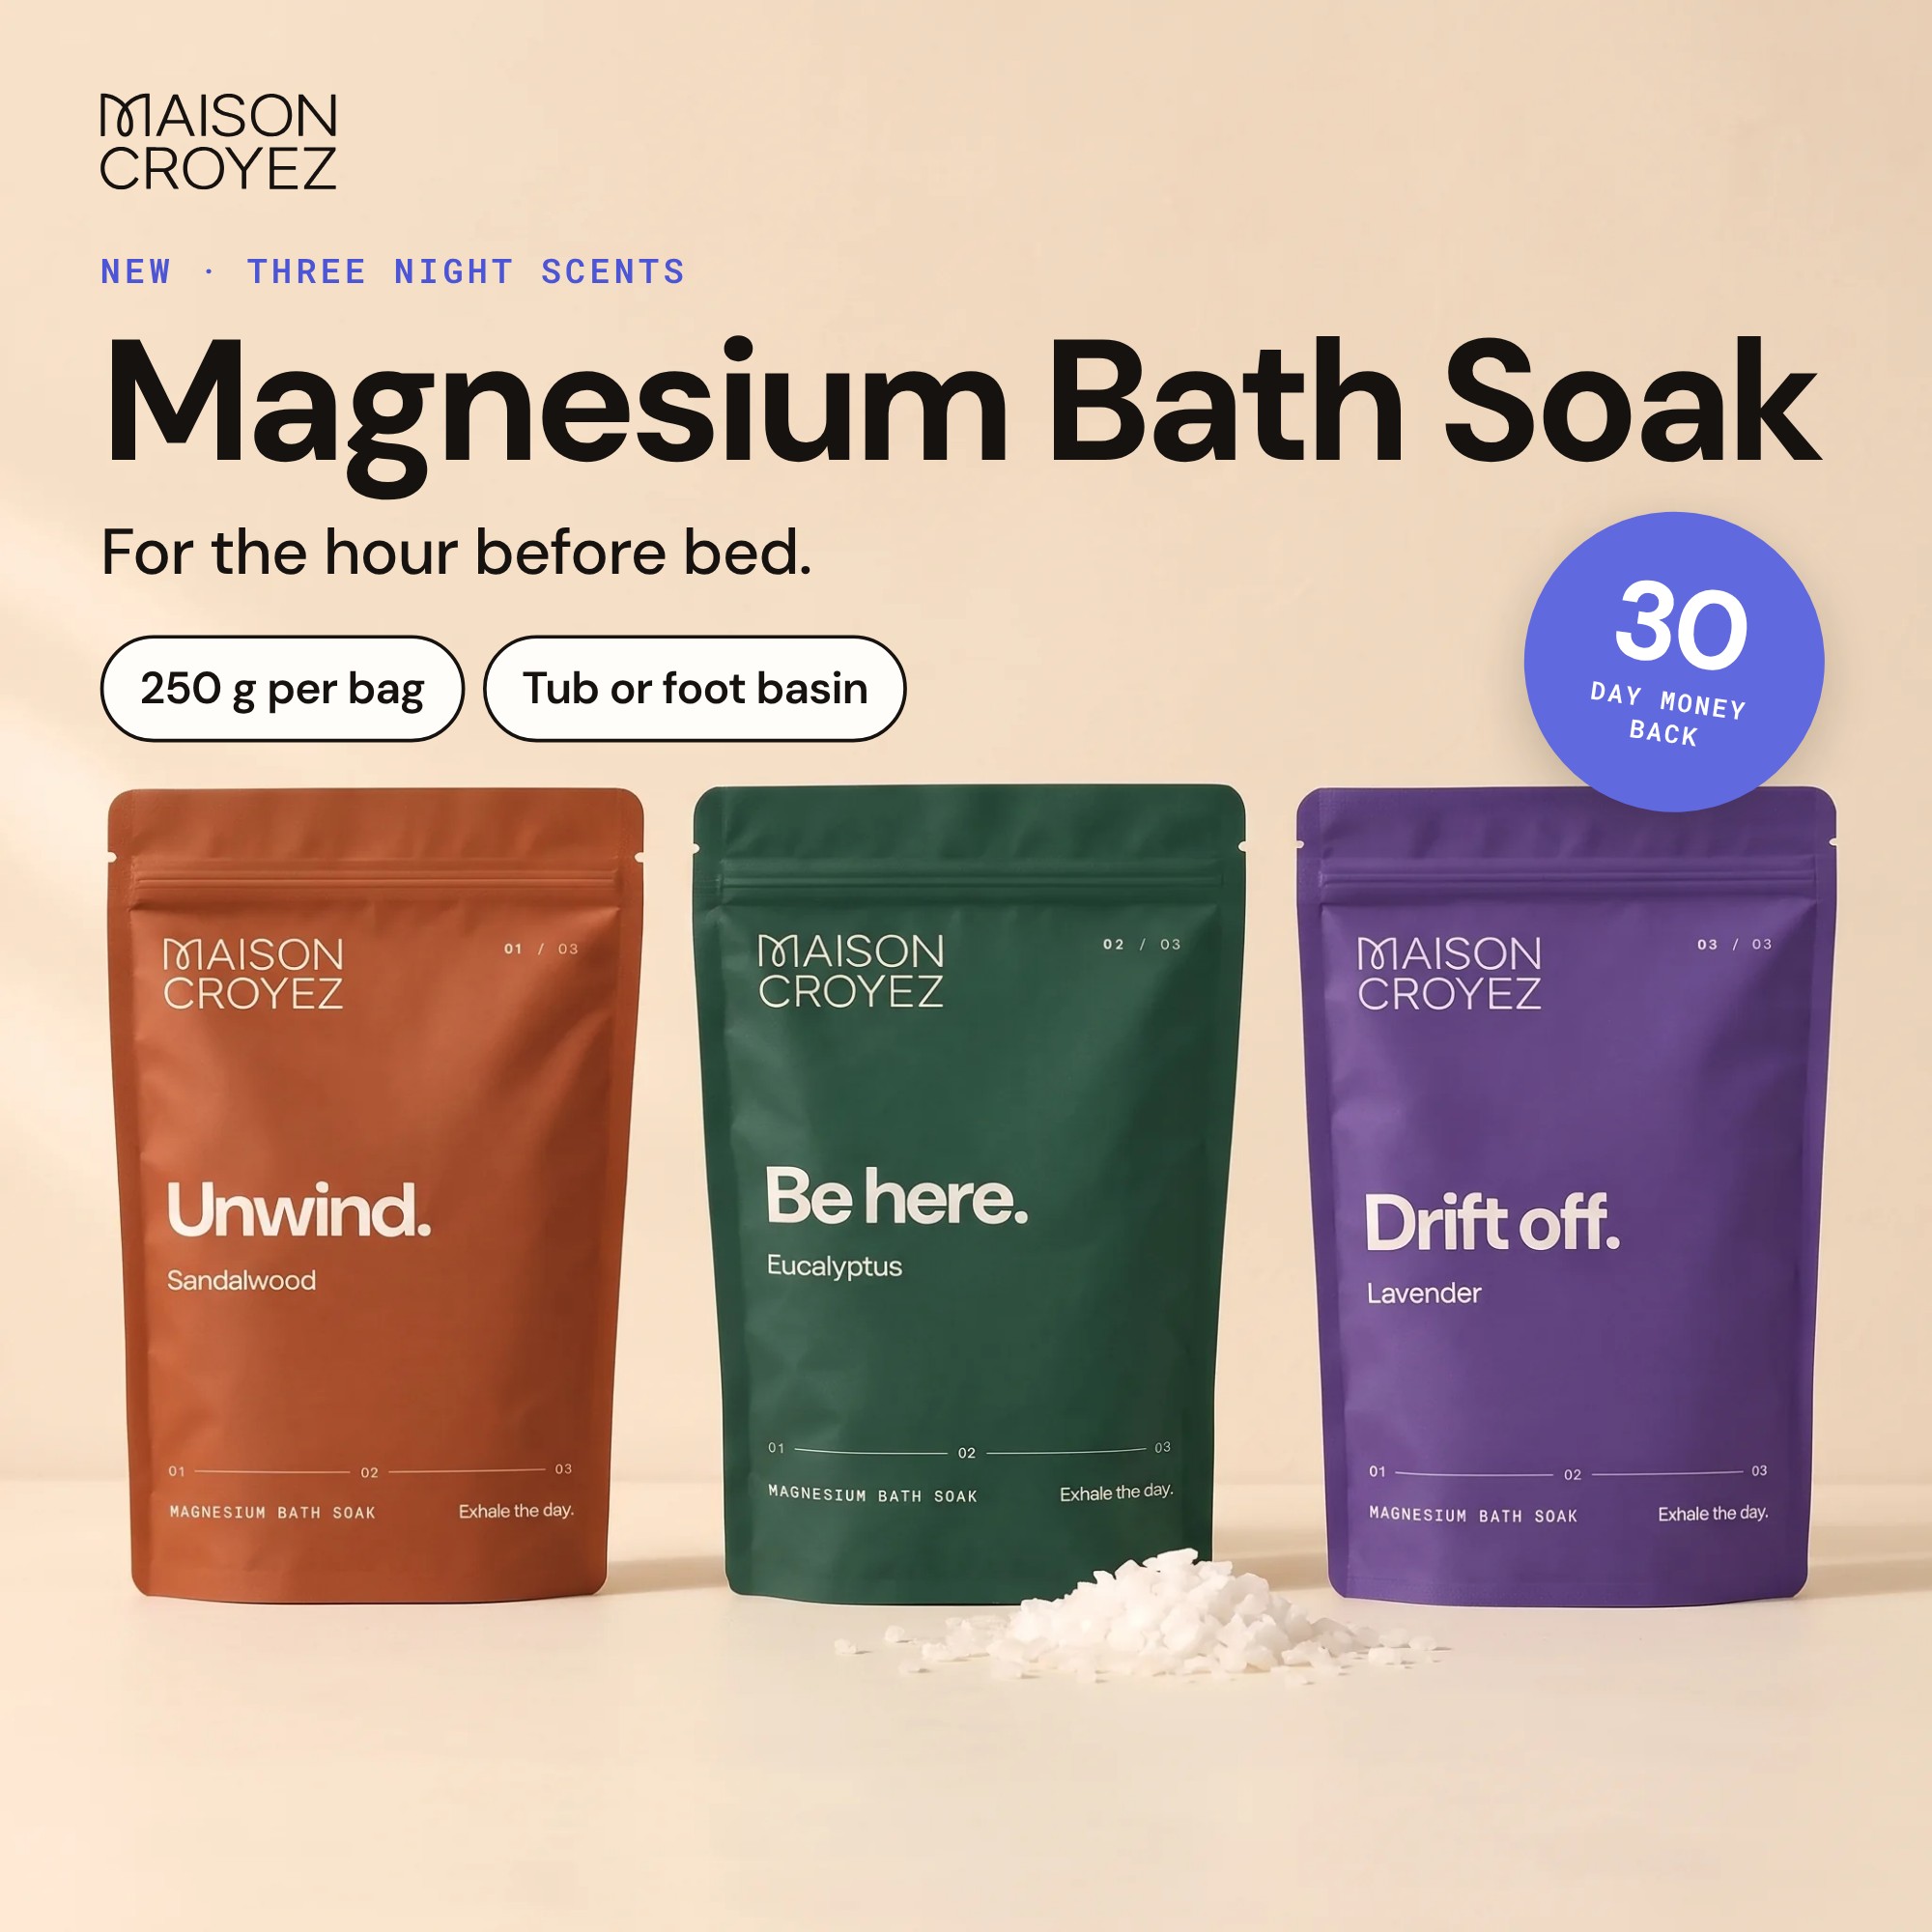 MAISON
CROYEZ
NEW · THREE NIGHT SCENTS
Magnesium Bath Soak
For the hour before bed.
250 g per bag
Tub or foot basin
30
DAY MONEY
BACK
MAISON
CROYEZ
01 / 03
Unwind.
Sandalwood
01 02 03
MAGNESIUM BATH SOAK
Exhale the day.
MAISON
CROYEZ
02 / 03
Be here.
Eucalyptus
01 02 03
MAGNESIUM BATH SOAK
Exhale the day.
MAISON
CROYEZ
03 / 03
Drift off.
Lavender
01 02 03
MAGNESIUM BATH SOAK
Exhale the day.